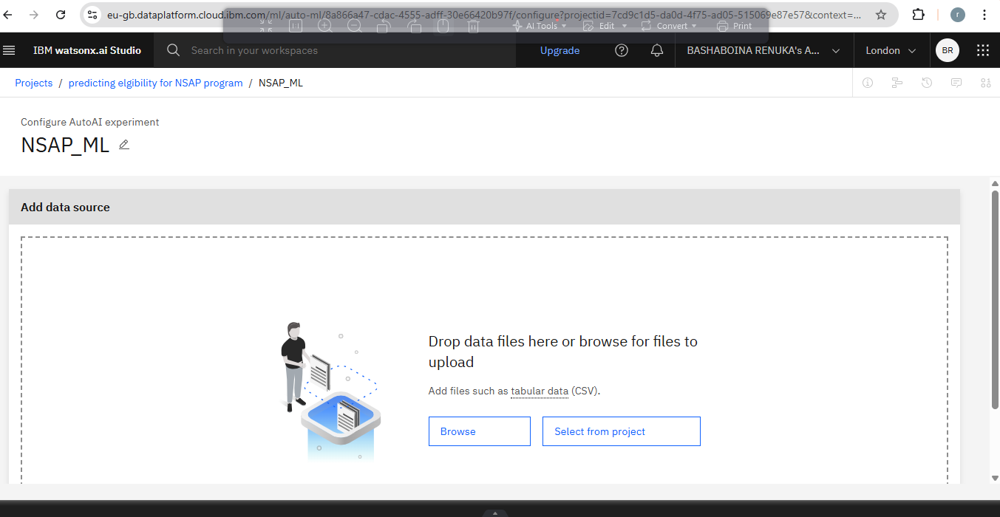 eu-gb.dataplatform.cloud.ibm.com/ml/auto-ml/8a866a47-cdac-4555-adff-30e66420b97f/configure?projectid=7cd9c1d5-da0d-4f75-ad05-515069e87e57&context=...
r
1:1
AI Tools
Edit
Convert
Print
IBM watsonx.ai Studio
Search in your workspaces
Upgrade
BASHABOINA RENUKA's A...
London
BR
Projects / predicting elgibility for NSAP program / NSAP_ML
Configure AutoAI experiment
NSAP_ML
Add data source
Drop data files here or browse for files to
upload
Add files such as tabular data (CSV).
Browse
Select from project